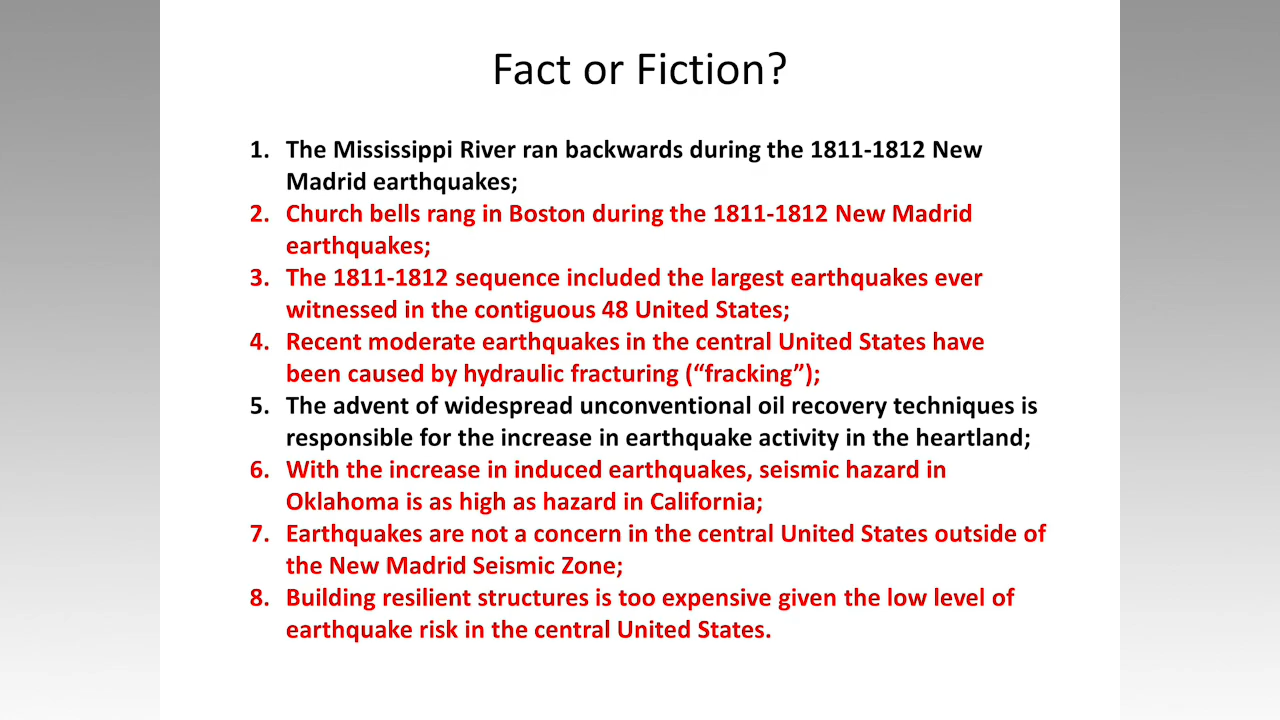 Fact or Fiction?
1. The Mississippi River ran backwards during the 1811-1812 New
Madrid earthquakes;
2. Church bells rang in Boston during the 1811-1812 New Madrid
earthquakes;
3. The 1811-1812 sequence included the largest earthquakes ever
witnessed in the contiguous 48 United States;
4. Recent moderate earthquakes in the central United States have
been caused by hydraulic fracturing (“fracking”);
5. The advent of widespread unconventional oil recovery techniques is
responsible for the increase in earthquake activity in the heartland;
6. With the increase in induced earthquakes, seismic hazard in
Oklahoma is as high as hazard in California;
7. Earthquakes are not a concern in the central United States outside of
the New Madrid Seismic Zone;
8. Building resilient structures is too expensive given the low level of
earthquake risk in the central United States.